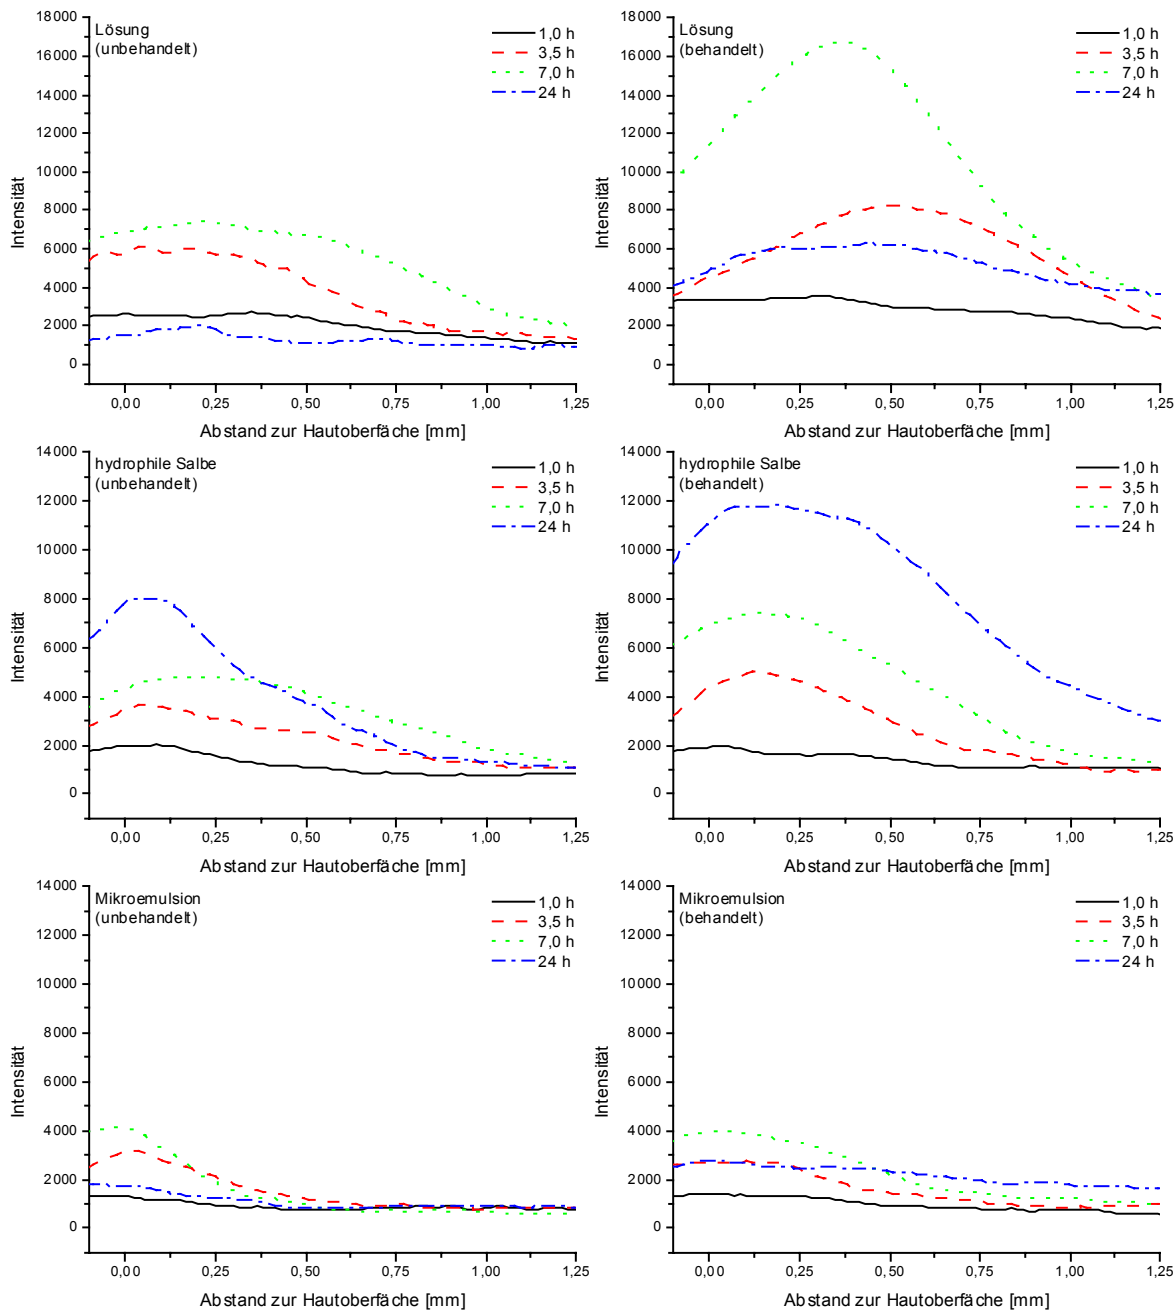 18000
16000
14000
12000
10000
8000
6000
4000
2000
0
Intensität
Lösung
(unbehandelt)
1,0 h
3,5 h
7,0 h
24 h
0,00 0,25 0,50 0,75 1,00 1,25
Abstand zur Hautoberfäche [mm]
18000
16000
14000
12000
10000
8000
6000
4000
2000
0
Intensität
Lösung
(behandelt)
1,0 h
3,5 h
7,0 h
24 h
0,00 0,25 0,50 0,75 1,00 1,25
Abstand zur Hautoberfäche [mm]
14000
12000
10000
8000
6000
4000
2000
0
Intensität
hydrophile Salbe
(unbehandelt)
1,0 h
3,5 h
7,0 h
24 h
0,00 0,25 0,50 0,75 1,00 1,25
Abstand zur Hautoberfäche [mm]
14000
12000
10000
8000
6000
4000
2000
0
Intensität
hydrophile Salbe
(behandelt)
1,0 h
3,5 h
7,0 h
24 h
0,00 0,25 0,50 0,75 1,00 1,25
Abstand zur Hautoberfäche [mm]
14000
12000
10000
8000
6000
4000
2000
0
Intensität
Mikroemulsion
(unbehandelt)
1,0 h
3,5 h
7,0 h
24 h
0,00 0,25 0,50 0,75 1,00 1,25
Abstand zur Hautoberfäche [mm]
14000
12000
10000
8000
6000
4000
2000
0
Intensität
Mikroemulsion
(behandelt)
1,0 h
3,5 h
7,0 h
24 h
0,00 0,25 0,50 0,75 1,00 1,25
Abstand zur Hautoberfäche [mm]